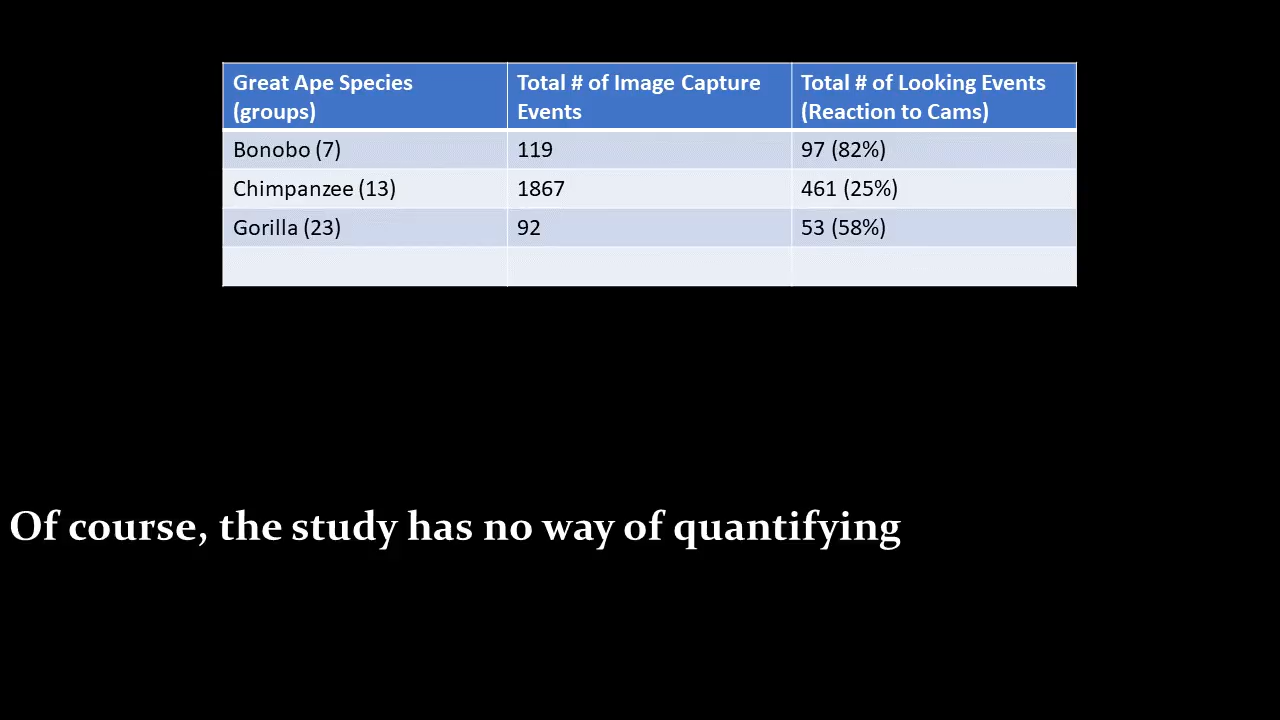 Great Ape Species Total # of Image Capture Total # of Looking Events
(groups) Events (Reaction to Cams)
Bonobo (7) 119 97 (82%)
Chimpanzee (13) 1867 461 (25%)
Gorilla (23) 92 53 (58%)
Of course, the study has no way of quantifying